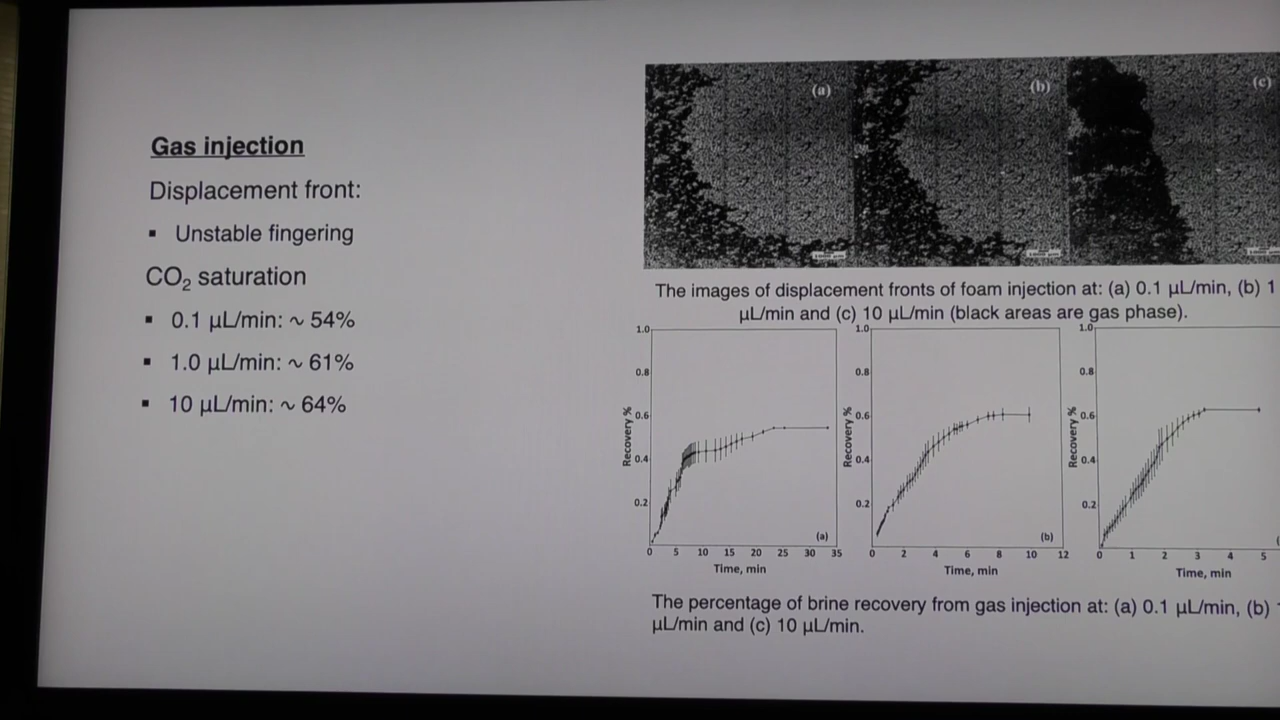 Gas injection
Displacement front:
▪ Unstable fingering
CO₂ saturation
▪ 0.1 µL/min: ~ 54%
▪ 1.0 µL/min: ~ 61%
▪ 10 µL/min: ~ 64%
(a) (b) (c)
The images of displacement fronts of foam injection at: (a) 0.1 µL/min, (b) 1
µL/min and (c) 10 µL/min (black areas are gas phase).
1.0
0.8
0.6
0.4
0.2
Recovery %
0 5 10 15 20 25 30 35
Time, min
(a)
1.0
0.8
0.6
0.4
0.2
Recovery %
0 2 4 6 8 10 12
Time, min
(b)
1.0
0.8
0.6
0.4
0.2
Recovery %
0 1 2 3 4 5
Time, min
The percentage of brine recovery from gas injection at: (a) 0.1 µL/min, (b)
µL/min and (c) 10 µL/min.